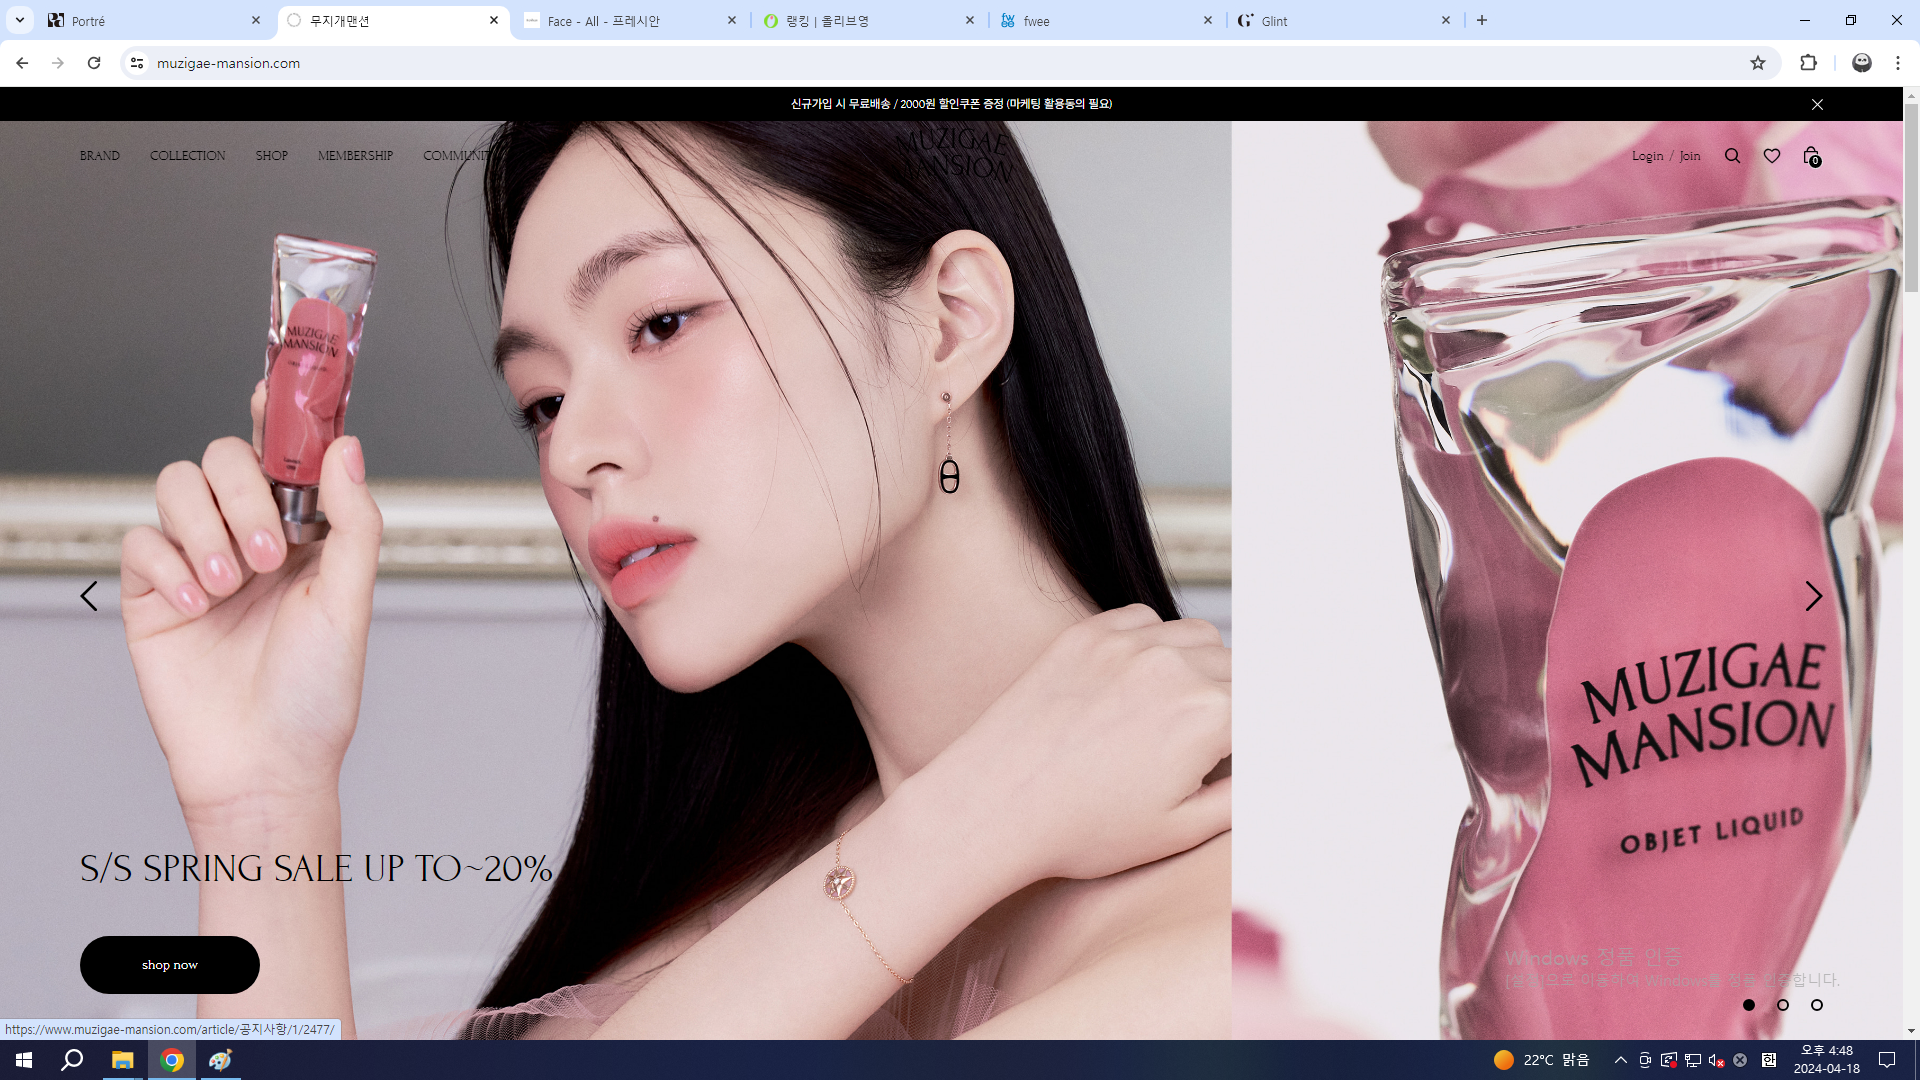 Portré
무지개맨션
Face - All - 프레시안
랭킹 | 올리브영
fwee
Glint
muzigae-mansion.com
신규가입 시 무료배송 / 2000원 할인쿠폰 증정 (마케팅 활용동의 필요)
BRAND COLLECTION SHOP MEMBERSHIP COMMUNIT
MUZIGAE
MANSION
Login / Join
0
MUZIGAE
MANSION
MUZIGAE
MANSION
OBJET LIQUID
S/S SPRING SALE UP TO~20%
shop now
Windows 정품 인증
[설정]으로 이동하여 Windows를 정품 인증합니다.
https://www.muzigae-mansion.com/article/공지사항/1/2477/
22°C 맑음
한
오후 4:48
2024-04-18